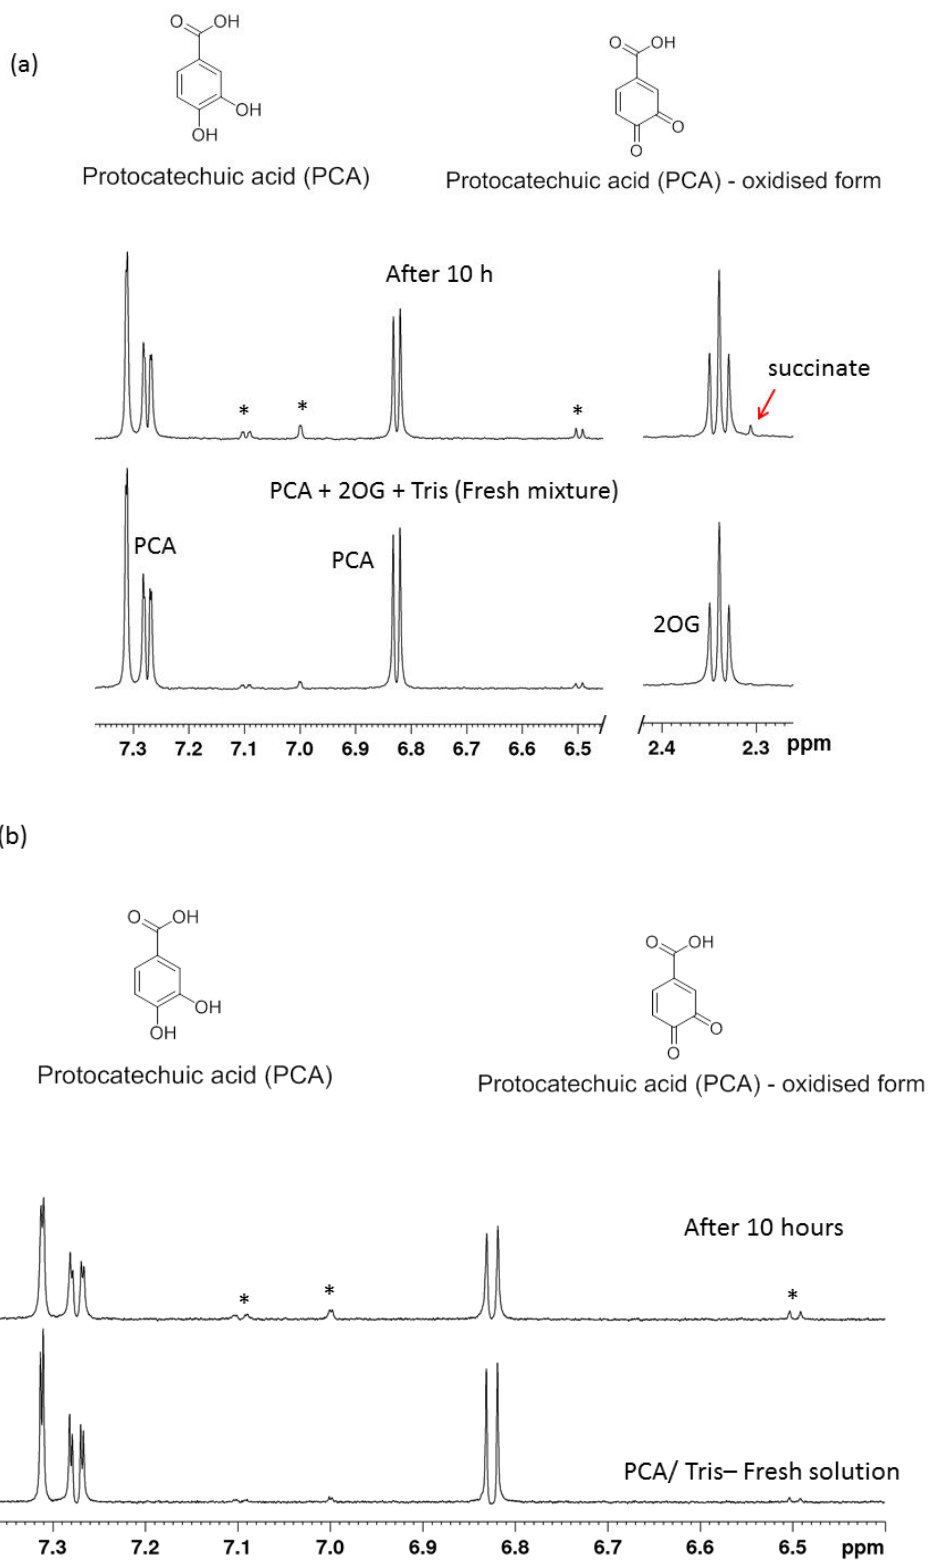 (a)
O OH
OH
OH
Protocatechuic acid (PCA)
O OH
O
O
Protocatechuic acid (PCA) - oxidised form
After 10 h
succinate
* * *
PCA + 2OG + Tris (Fresh mixture)
PCA
PCA
2OG
7.3 7.2 7.1 7.0 6.9 6.8 6.7 6.6 6.5 2.4 2.3 ppm
(b)
O OH
OH
OH
Protocatechuic acid (PCA)
O OH
O
O
Protocatechuic acid (PCA) - oxidised form
After 10 hours
* * *
PCA/ Tris– Fresh solution
7.3 7.2 7.1 7.0 6.9 6.8 6.7 6.6 6.5 ppm